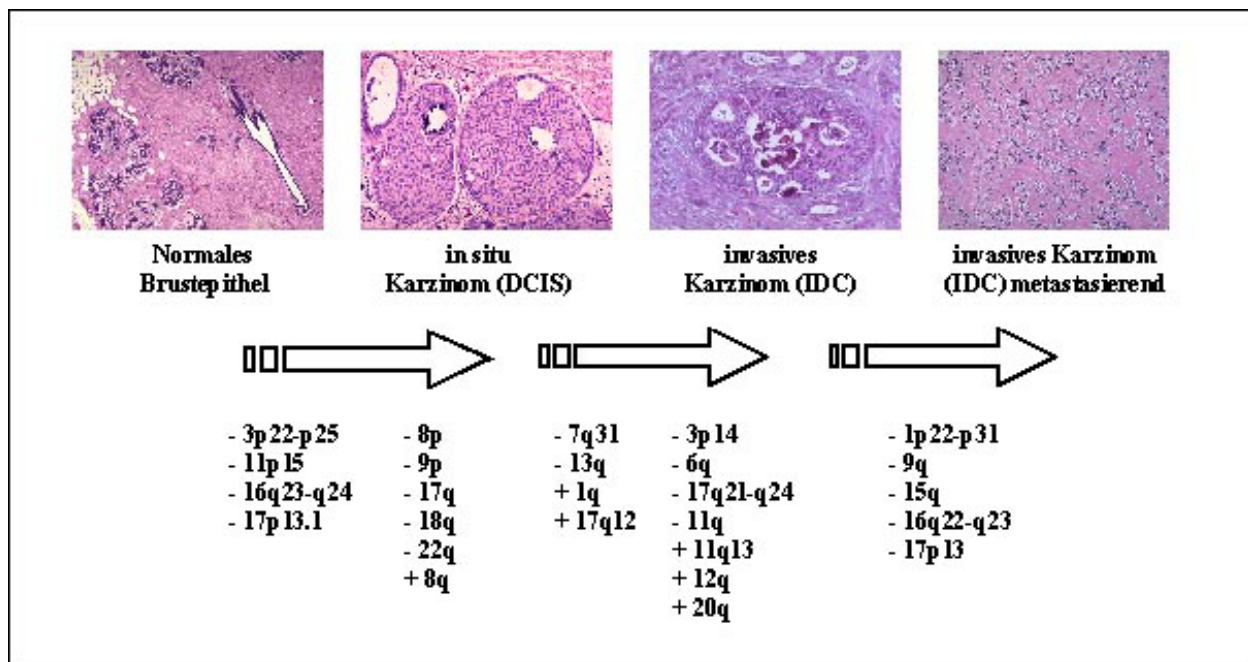 Normales
Brustepithel
in situ
Karzinom (DCIS)
invasives
Karzinom (IDC)
invasives Karzinom
(IDC) metastasierend
- 3p22-p25
- 11p15
- 16q23-q24
- 17p13.1
- 8p
- 9p
- 17q
- 18q
- 22q
+ 8q
- 7q31
- 13q
+ 1q
+ 17q12
- 3p14
- 6q
- 17q21-q24
- 11q
+ 11q13
+ 12q
+ 20q
- 1p22-p31
- 9q
- 15q
- 16q22-q23
- 17p13